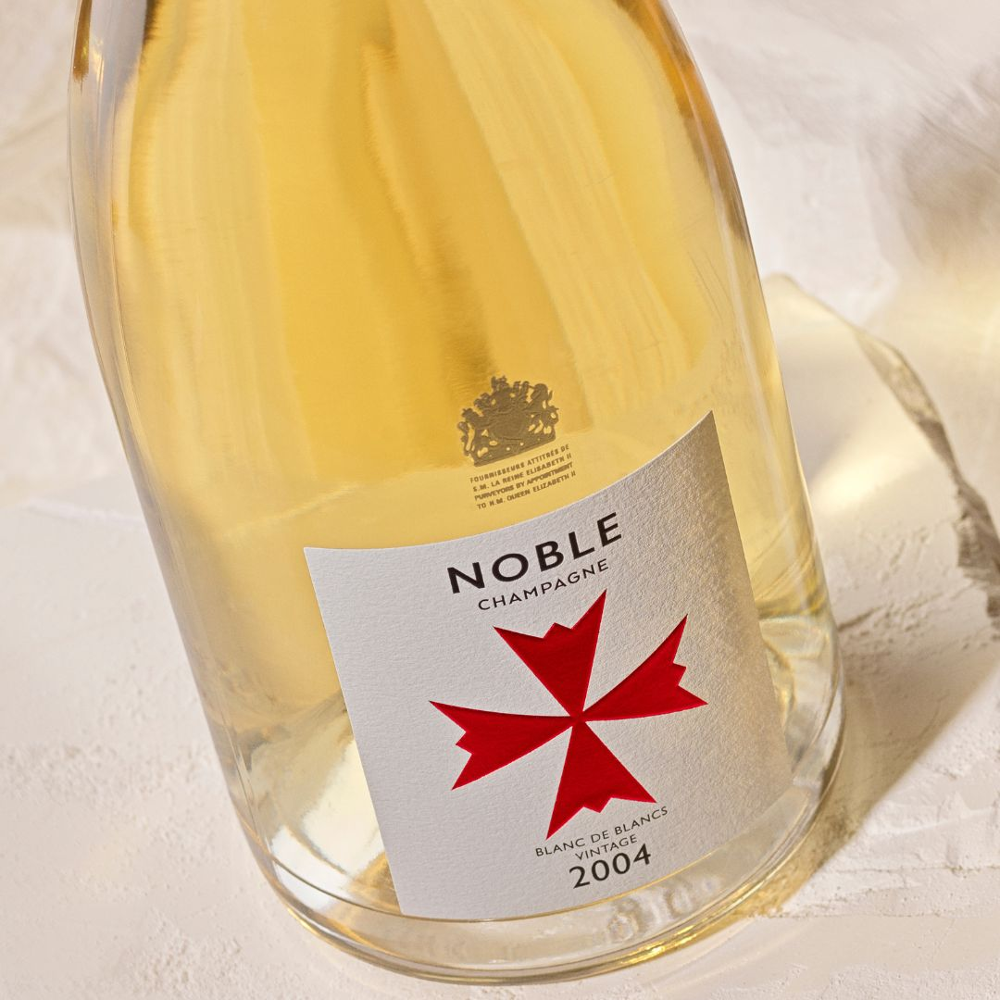 FOURNISSEURS ATTITRÉS DE
S.M. LA REINE ELISABETH II
PURVEYORS BY APPOINTMENT
TO H.M. QUEEN ELIZABETH II
NOBLE
CHAMPAGNE
BLANC DE BLANCS
VINTAGE
2004